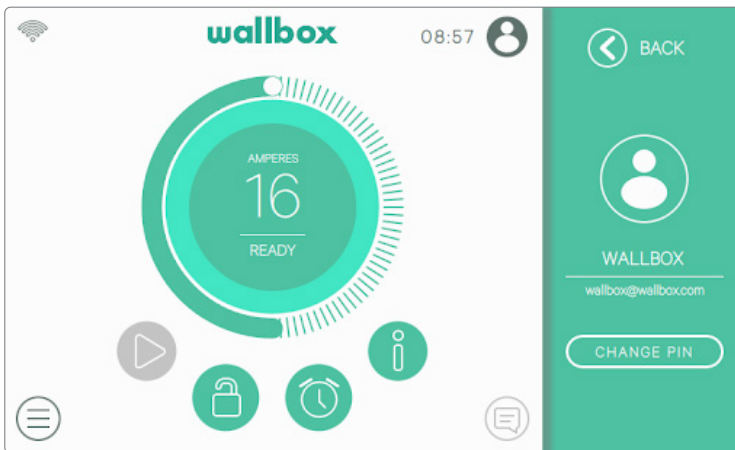 wallbox
08:57
AMPERES
16
READY
BACK
WALLBOX
wallbox@wallbox.com
CHANGE PIN